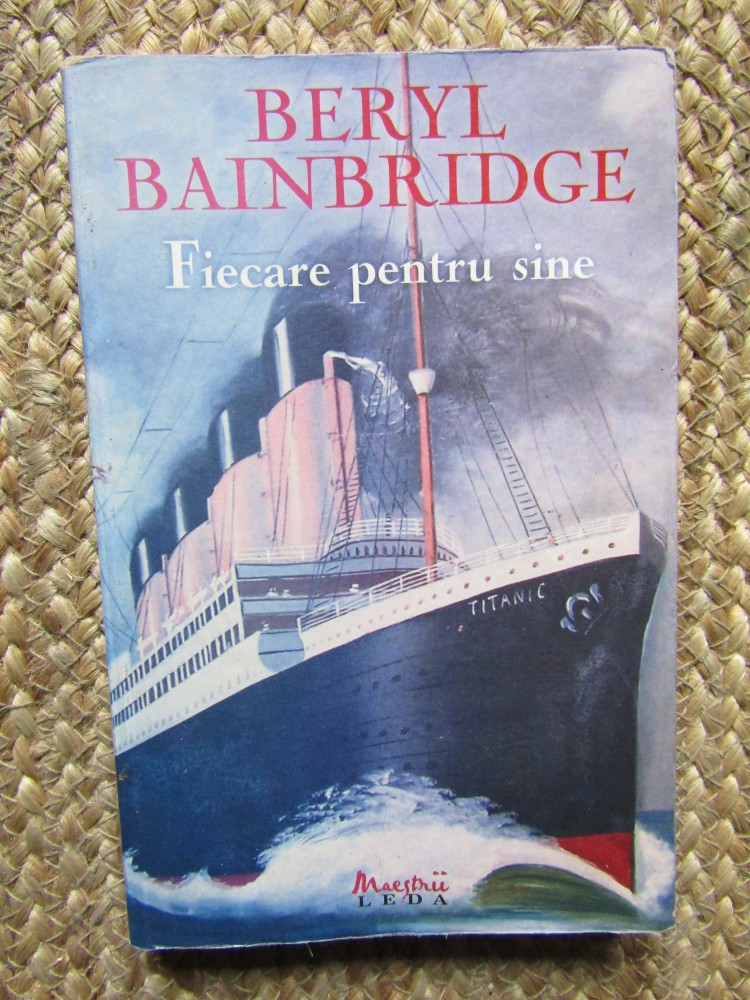 BERYL
BAINBRIDGE
Fiecare pentru sine
TITANIC
Maeștrii
LEDA